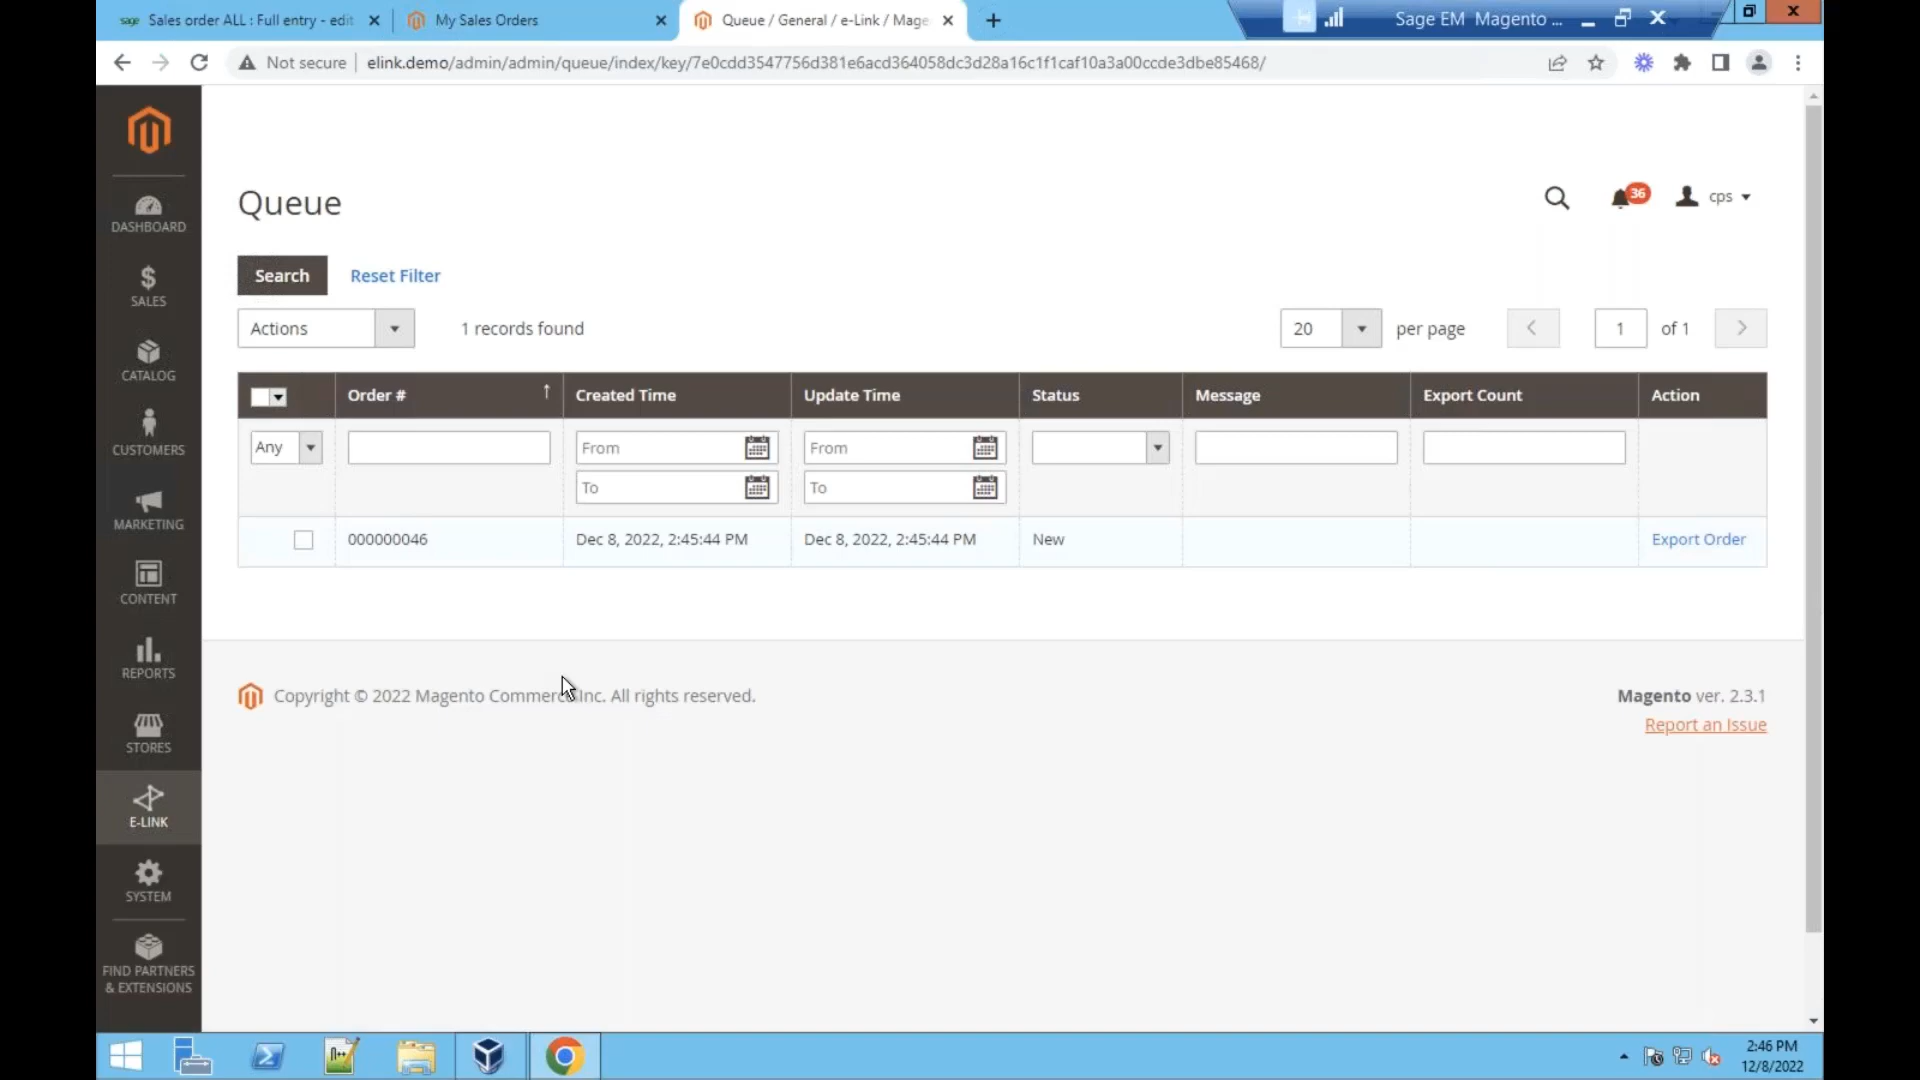 sage Sales order ALL : Full entry - edit
My Sales Orders
Queue / General / e-Link / Mage
Sage EM Magento ...
Not secure
elink.demo/admin/admin/queue/index/key/7e0cdd3547756d381e6acd364058dc3d28a16c1f1caf10a3a00ccde3dbe85468/
DASHBOARD
SALES
CATALOG
CUSTOMERS
MARKETING
CONTENT
REPORTS
STORES
E-LINK
SYSTEM
FIND PARTNERS
& EXTENSIONS
Queue
36
cps
Search Reset Filter
Actions 1 records found 20 per page 1 of 1
Order # Created Time Update Time Status Message Export Count Action
Any From From
To To
000000046 Dec 8, 2022, 2:45:44 PM Dec 8, 2022, 2:45:44 PM New Export Order
Copyright © 2022 Magento Commerce Inc. All rights reserved.
Magento ver. 2.3.1
Report an Issue
2:46 PM
12/8/2022